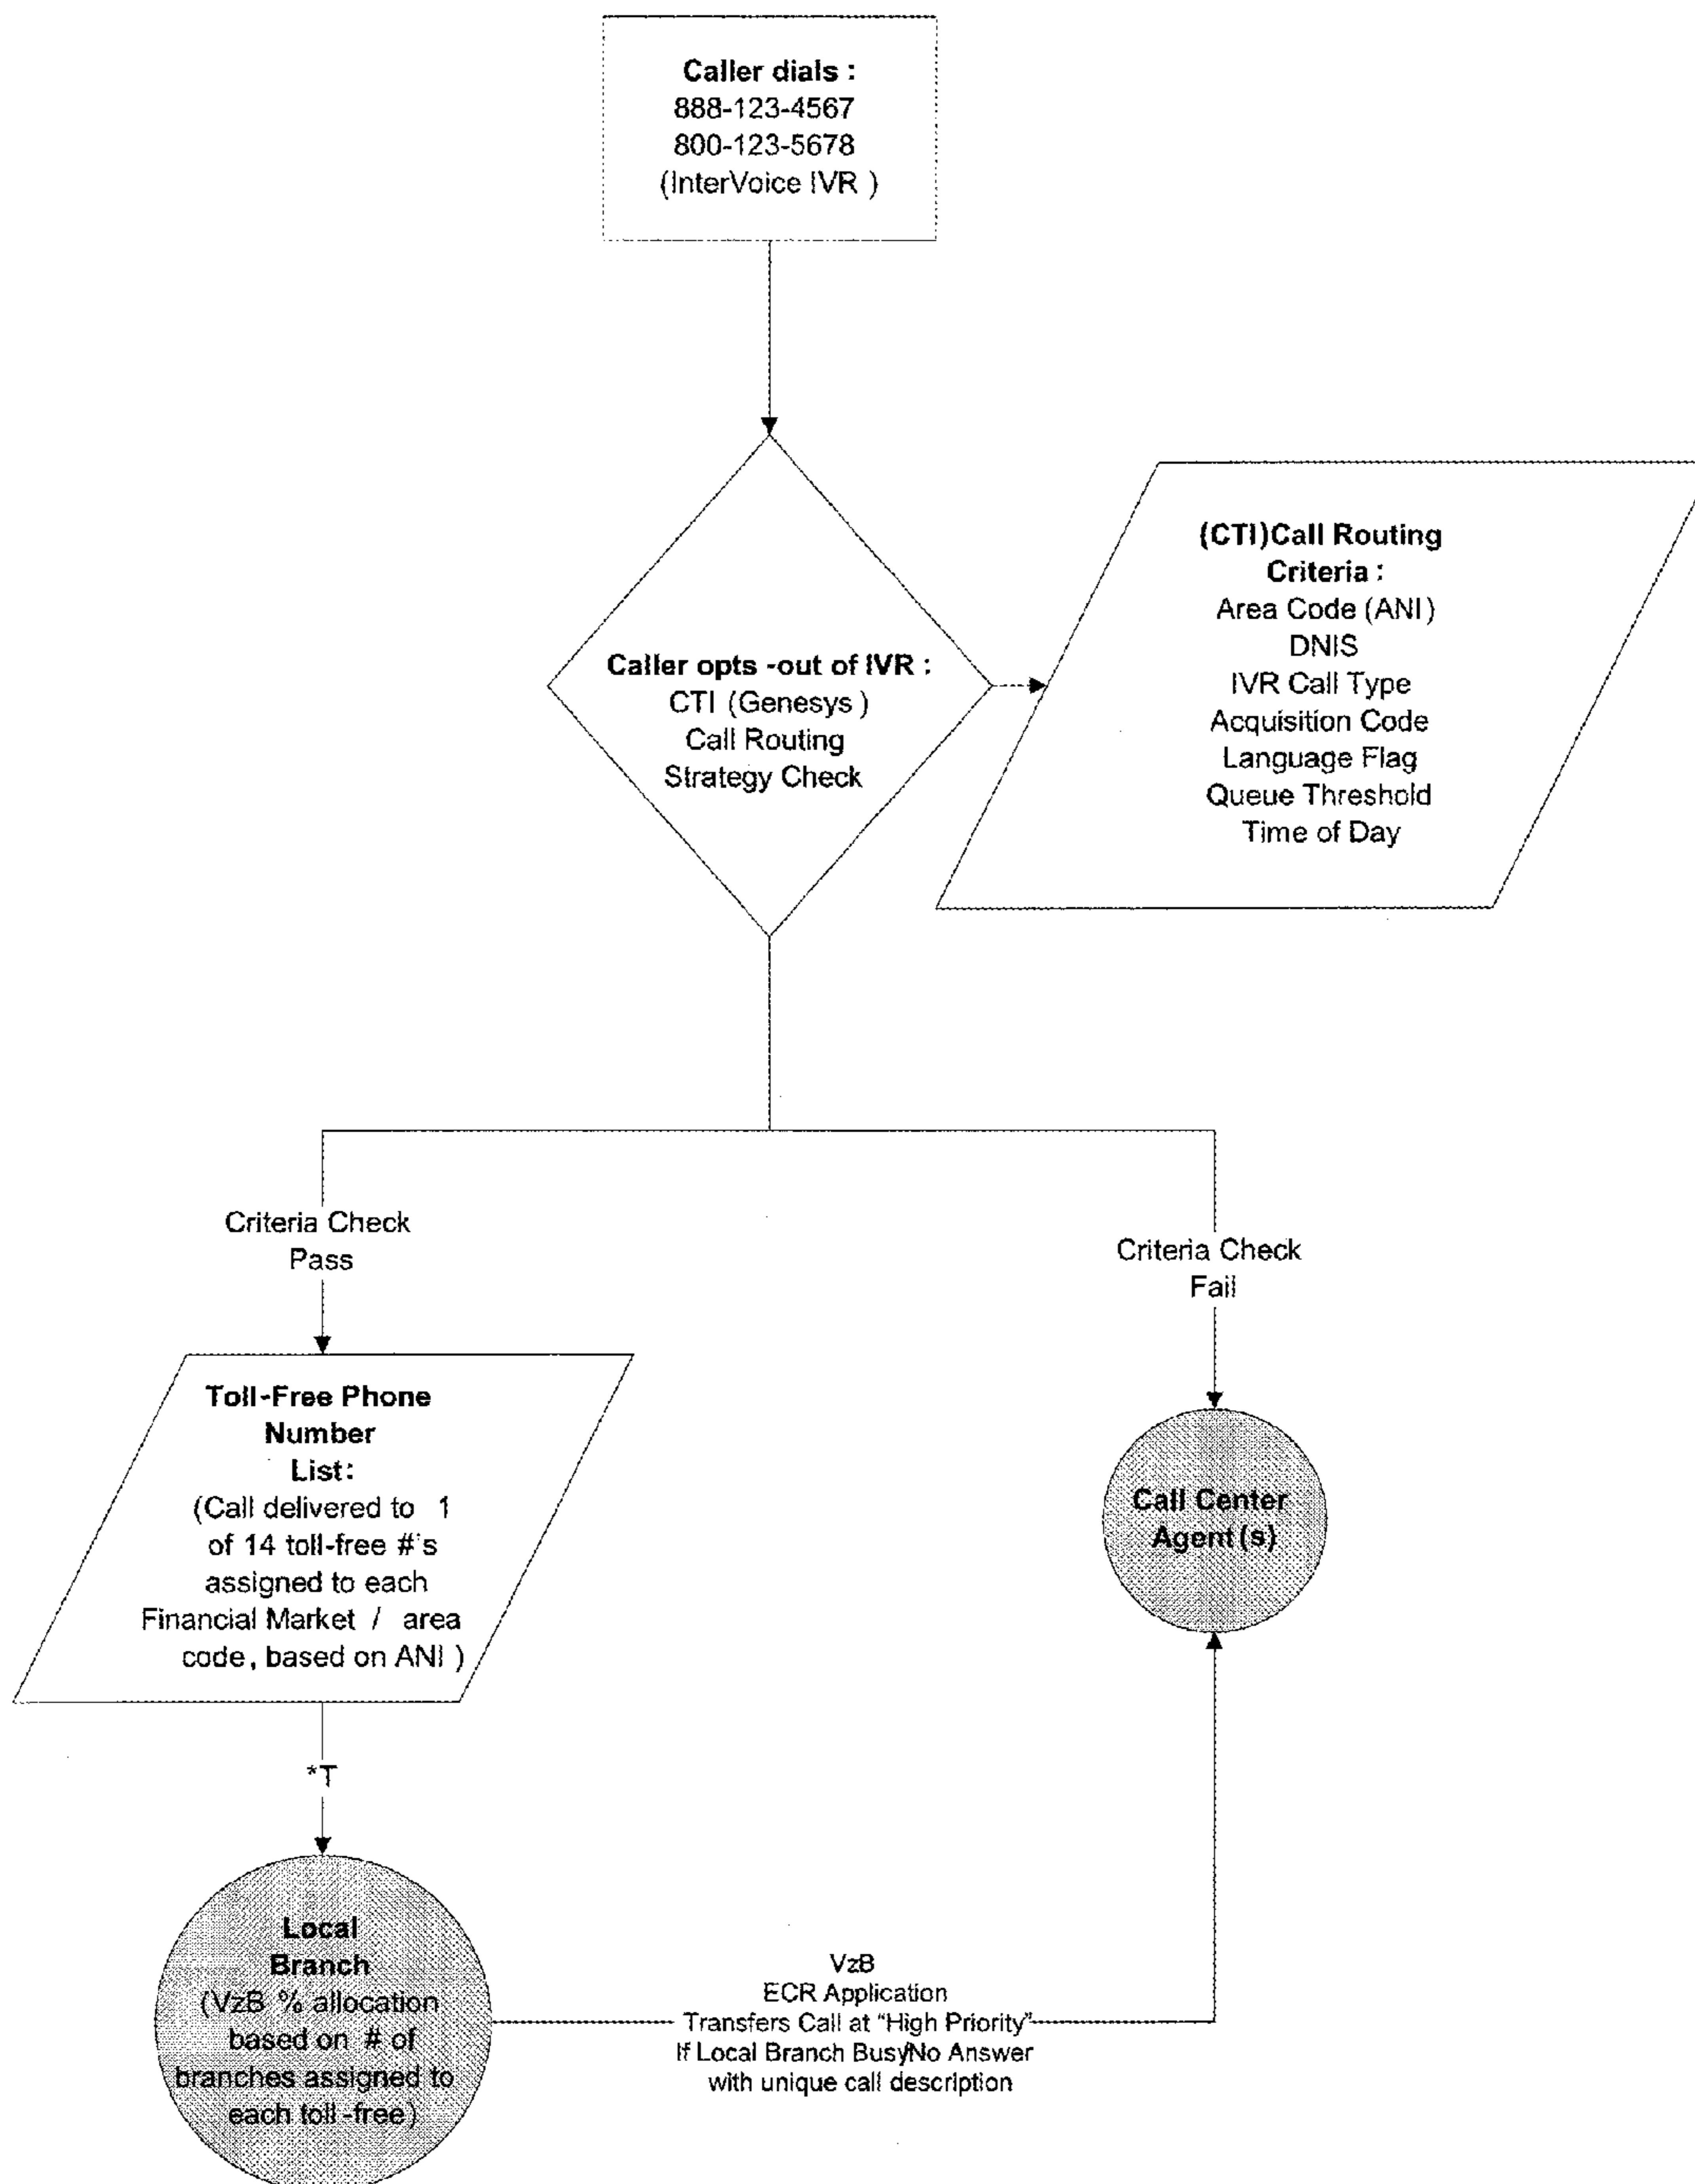 Caller dials :
888-123-4567
800-123-5678
(InterVoice IVR )
Caller opts -out of IVR :
CTI (Genesys )
Call Routing
Strategy Check
(CTI)Call Routing
Criteria :
Area Code (ANI)
DNIS
IVR Call Type
Acquisition Code
Language Flag
Queue Threshold
Time of Day
Criteria Check
Pass
Criteria Check
Fail
Toll-Free Phone
Number
List:
(Call delivered to 1
of 14 toll-free #'s
assigned to each
Financial Market / area
code, based on ANI )
Call Center
Agent(s)
*T
Local
Branch
(VzB % allocation
based on # of
branches assigned to
each toll-free)
VzB
ECR Application
Transfers Call at "High Priority"
If Local Branch Busy/No Answer
with unique call description